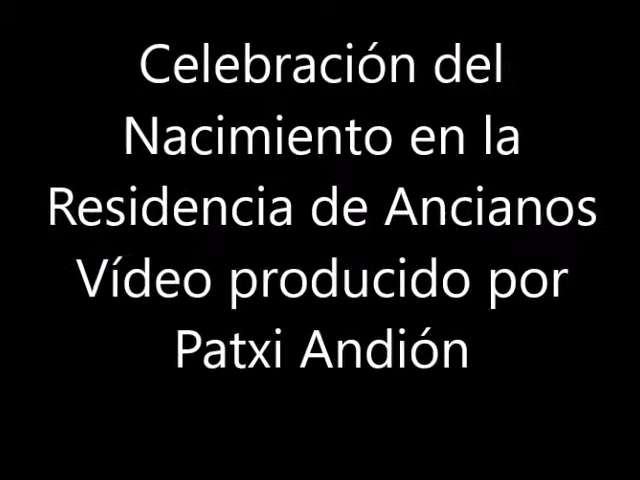 Celebración del
Nacimiento en la
Residencia de Ancianos
Vídeo producido por
Patxi Andión